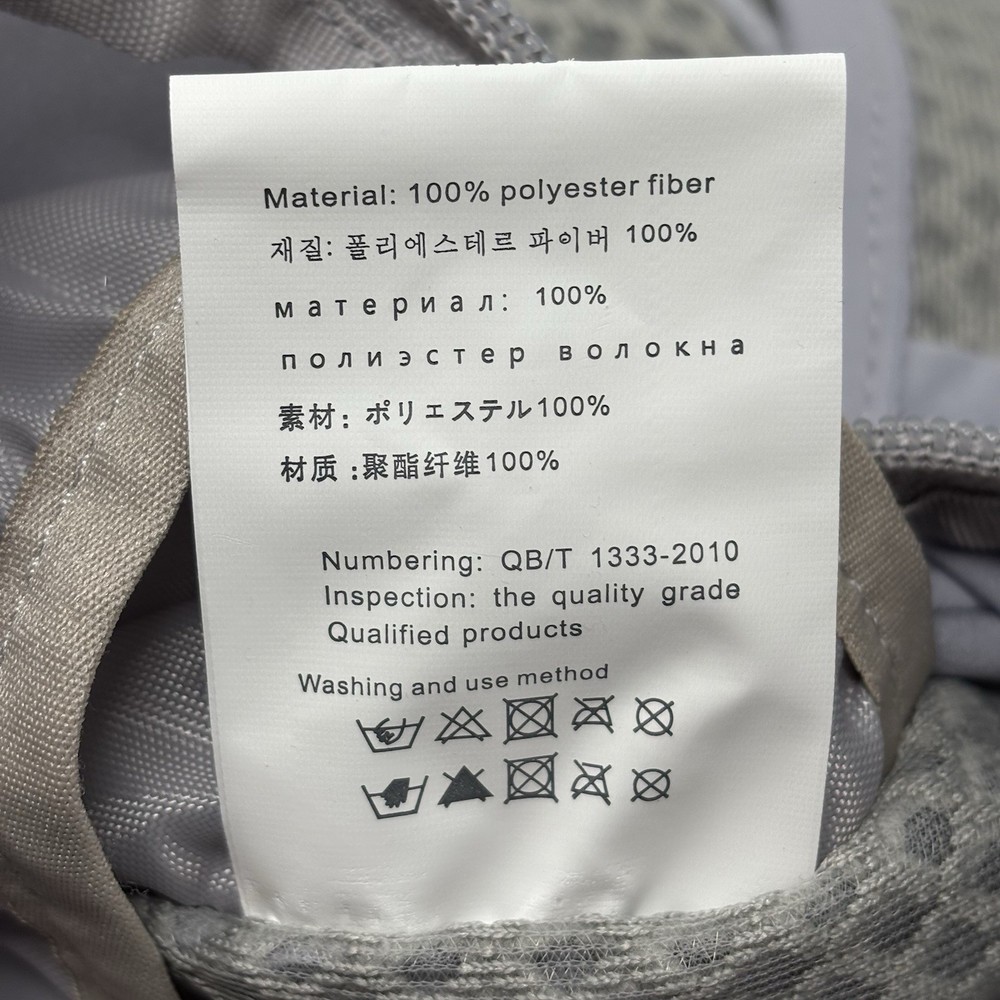 Material: 100% polyester fiber
재질: 폴리에스테르 파이버 100%
материал: 100%
полиэстер волокна
素材: ポリエステル100%
材质:聚酯纤维100%
Numbering: QB/T 1333-2010
Inspection: the quality grade
Qualified products
Washing and use method